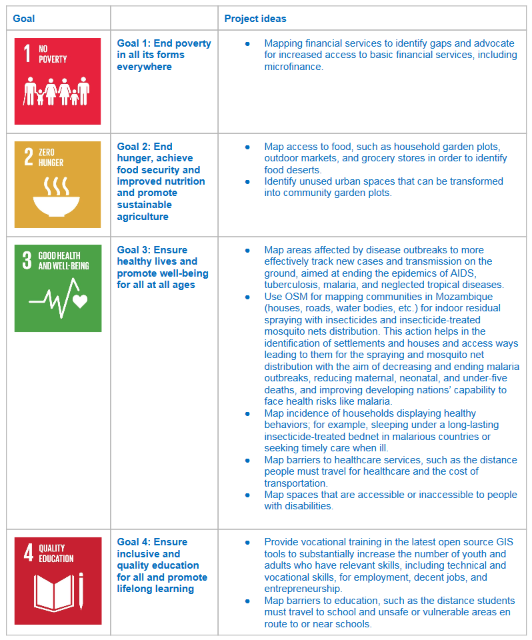 Goal
Project ideas
1 NO
POVERTY
Goal 1: End poverty
in all its forms
everywhere
● Mapping financial services to identify gaps and advocate
for increased access to basic financial services, including
microfinance.
2 ZERO
HUNGER
Goal 2: End
hunger, achieve
food security and
improved nutrition
and promote
sustainable
agriculture
● Map access to food, such as household garden plots,
outdoor markets, and grocery stores in order to identify
food deserts.
● Identify unused urban spaces that can be transformed
into community garden plots.
3 GOOD HEALTH
AND WELL-BEING
Goal 3: Ensure
healthy lives and
promote well-being
for all at all ages
● Map areas affected by disease outbreaks to more
effectively track new cases and transmission on the
ground, aimed at ending the epidemics of AIDS,
tuberculosis, malaria, and neglected tropical diseases.
● Use OSM for mapping communities in Mozambique
(houses, roads, water bodies, etc.) for indoor residual
spraying with insecticides and insecticide-treated
mosquito nets distribution. This action helps in the
identification of settlements and houses and access ways
leading to them for the spraying and mosquito net
distribution with the aim of decreasing and ending malaria
outbreaks, reducing maternal, neonatal, and under-five
deaths, and improving developing nations' capability to
face health risks like malaria.
● Map incidence of households displaying healthy
behaviors; for example, sleeping under a long-lasting
insecticide-treated bednet in malarious countries or
seeking timely care when ill.
● Map barriers to healthcare services, such as the distance
people must travel for healthcare and the cost of
transportation.
● Map spaces that are accessible or inaccessible to people
with disabilities.
4 QUALITY
EDUCATION
Goal 4: Ensure
inclusive and
quality education
for all and promote
lifelong learning
● Provide vocational training in the latest open source GIS
tools to substantially increase the number of youth and
adults who have relevant skills, including technical and
vocational skills, for employment, decent jobs, and
entrepreneurship.
● Map barriers to education, such as the distance students
must travel to school and unsafe or vulnerable areas en
route to or near schools.